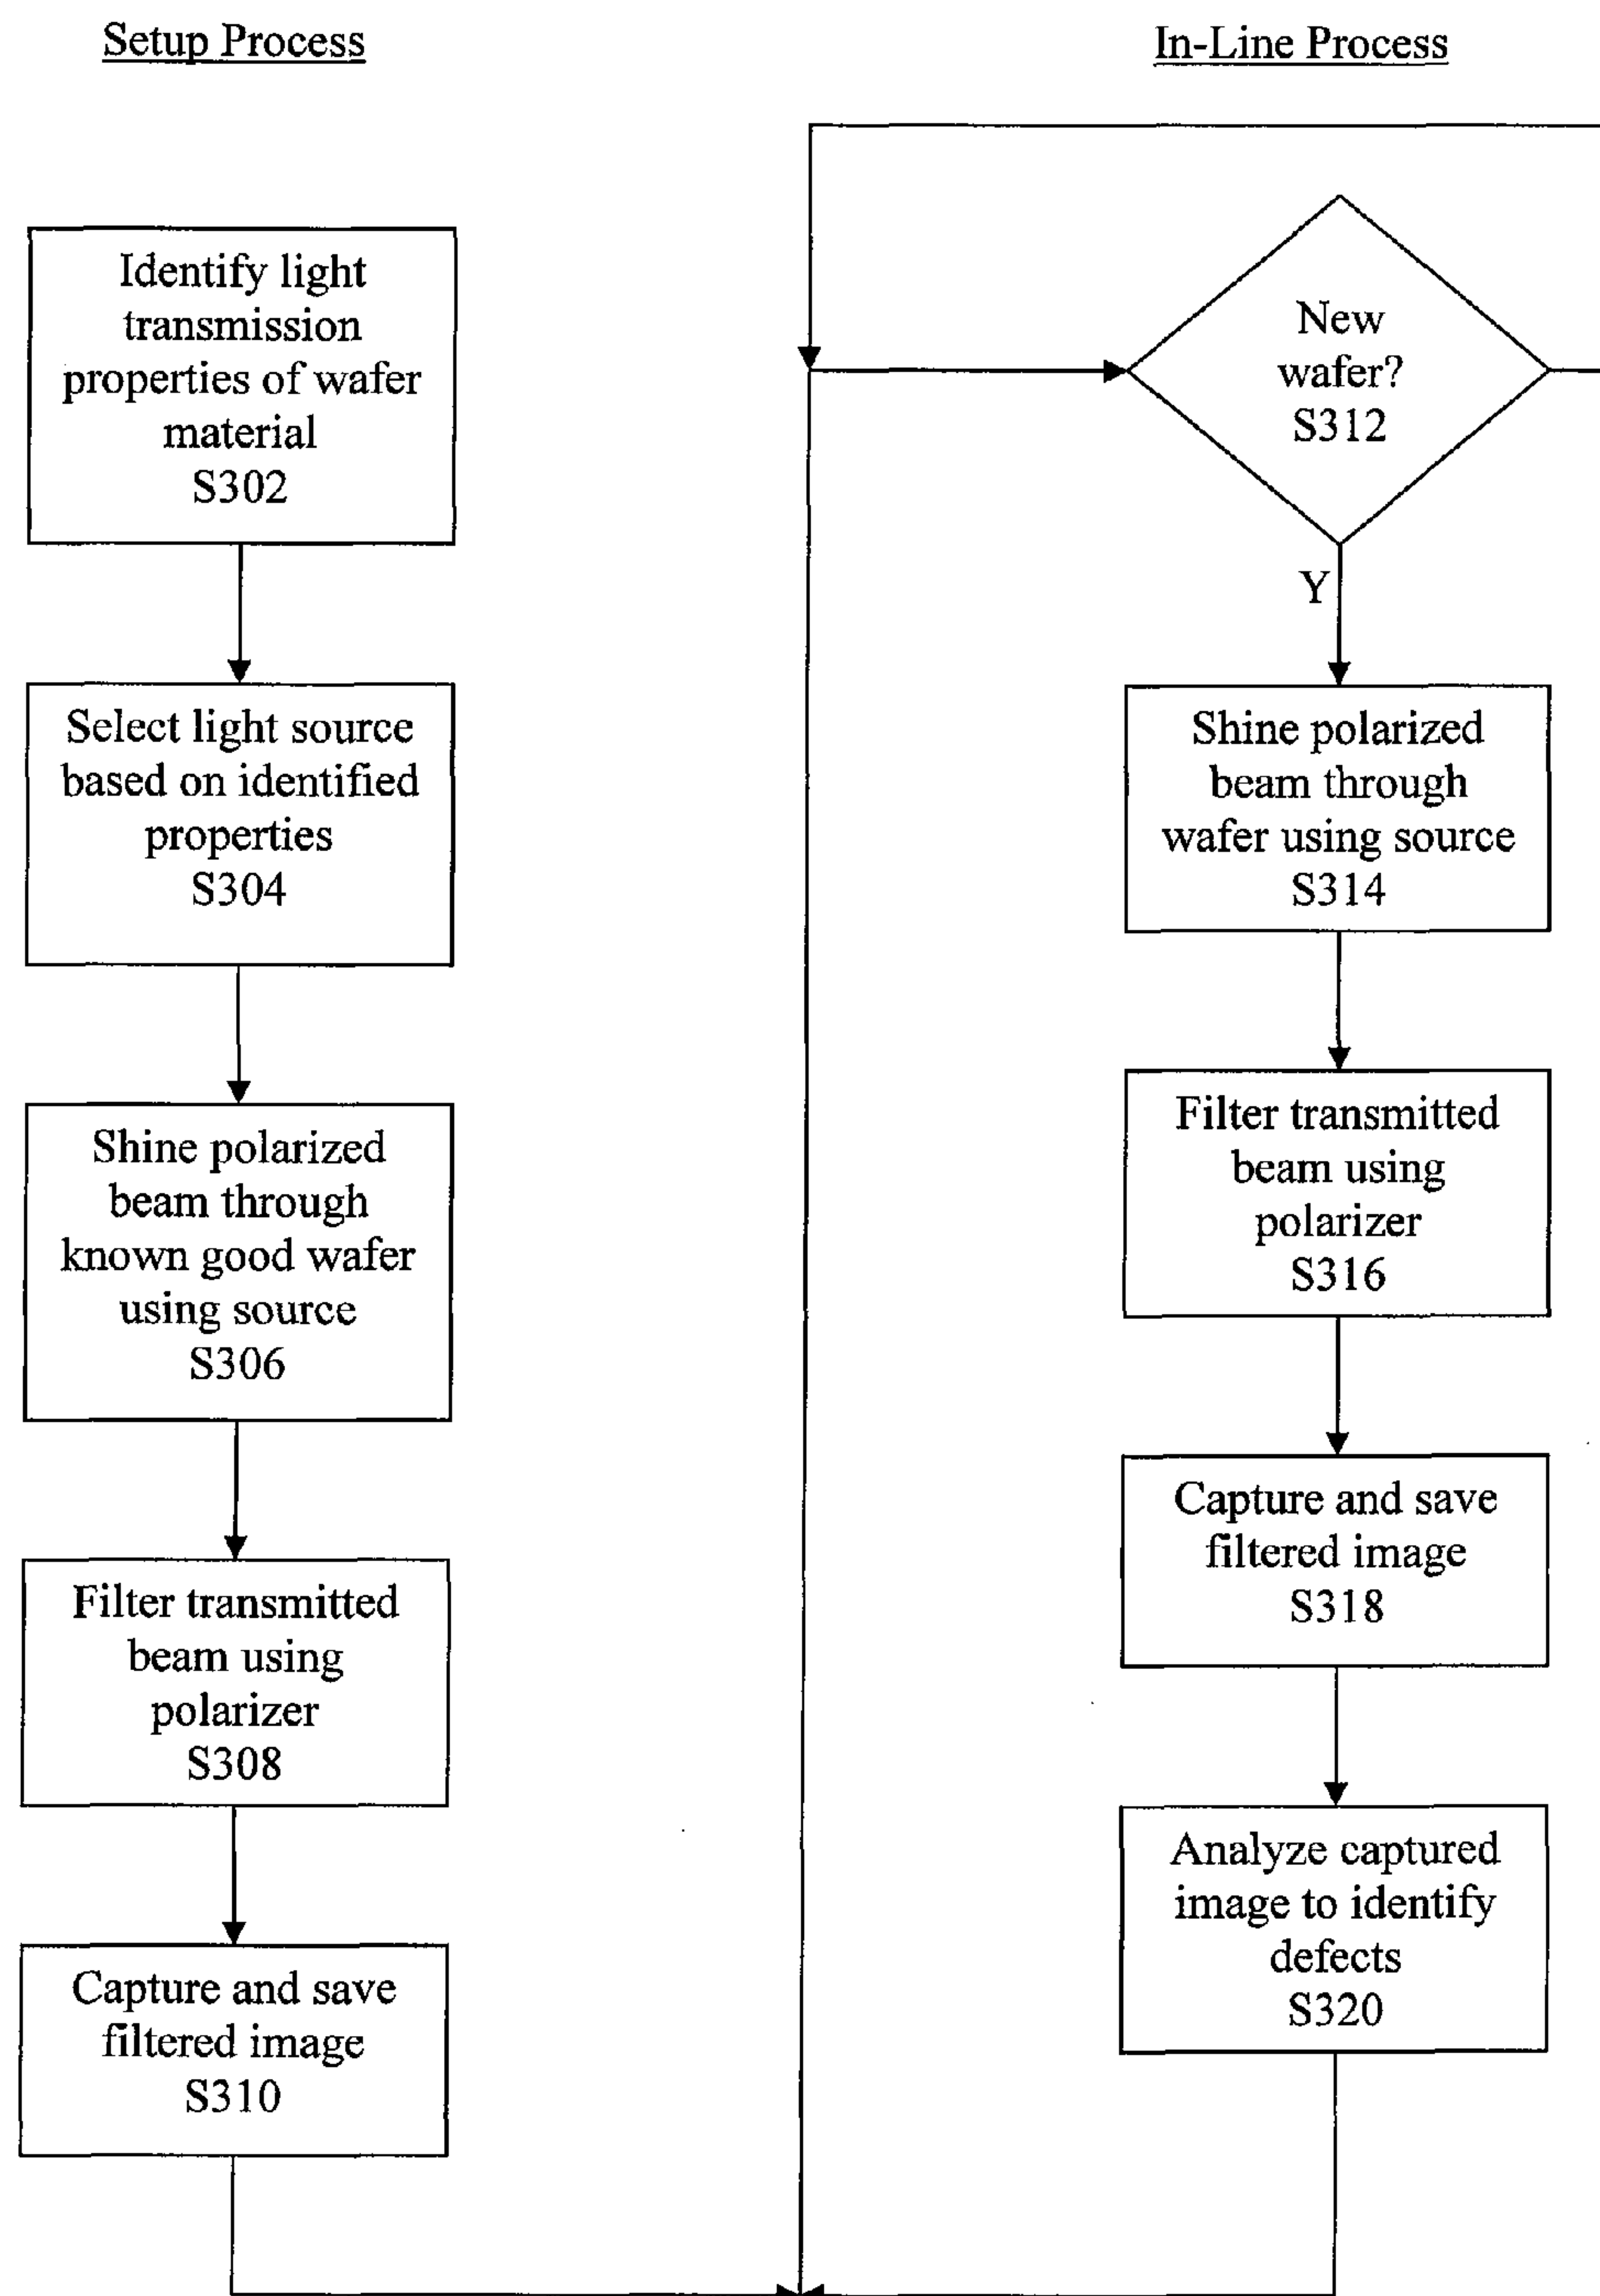 Setup Process
Identify light
transmission
properties of wafer
material
S302
Select light source
based on identified
properties
S304
Shine polarized
beam through
known good wafer
using source
S306
Filter transmitted
beam using
polarizer
S308
Capture and save
filtered image
S310
In-Line Process
New
wafer?
S312
Y
Shine polarized
beam through
wafer using source
S314
Filter transmitted
beam using
polarizer
S316
Capture and save
filtered image
S318
Analyze captured
image to identify
defects
S320